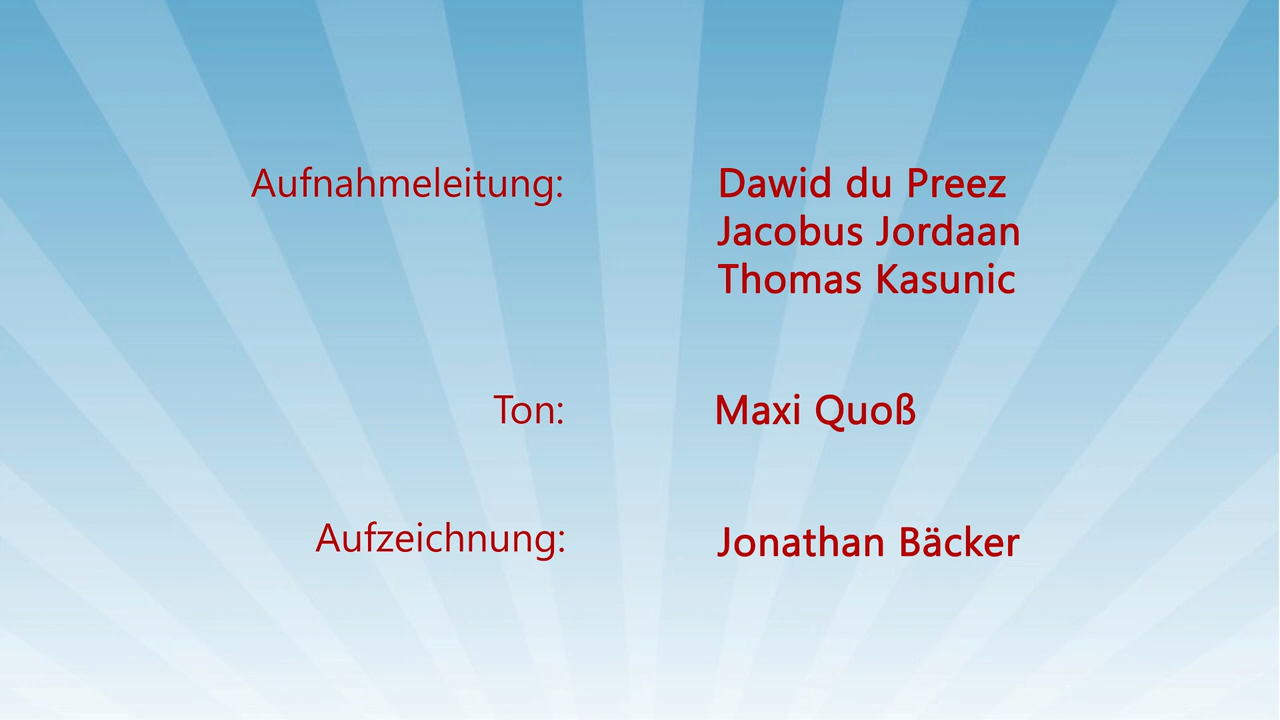 Aufnahmeleitung: Dawid du Preez
Jacobus Jordaan
Thomas Kasunic
Ton: Maxi Quoß
Aufzeichnung: Jonathan Bäcker